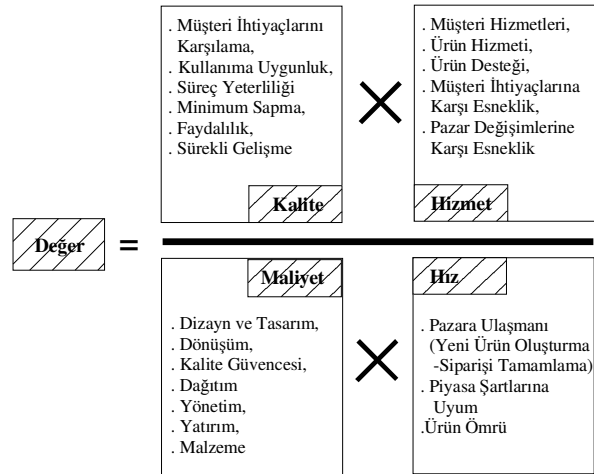 . Müşteri İhtiyaçlarını
Karşılama,
. Kullanıma Uygunluk,
. Süreç Yeterliliği
. Minimum Sapma,
. Faydalılık,
. Sürekli Gelişme
Kalite
×
. Müşteri Hizmetleri,
. Ürün Hizmeti,
. Ürün Desteği,
. Müşteri İhtiyaçlarına
Karşı Esneklik,
. Pazar Değişimlerine
Karşı Esneklik
Hizmet
Değer =
Maliyet
. Dizayn ve Tasarım,
. Dönüşüm,
. Kalite Güvencesi,
. Dağıtım
. Yönetim,
. Yatırım,
. Malzeme
×
Hız
. Pazara Ulaşmanı
(Yeni Ürün Oluşturma
-Siparişi Tamamlama)
. Piyasa Şartlarına
Uyum
.Ürün Ömrü